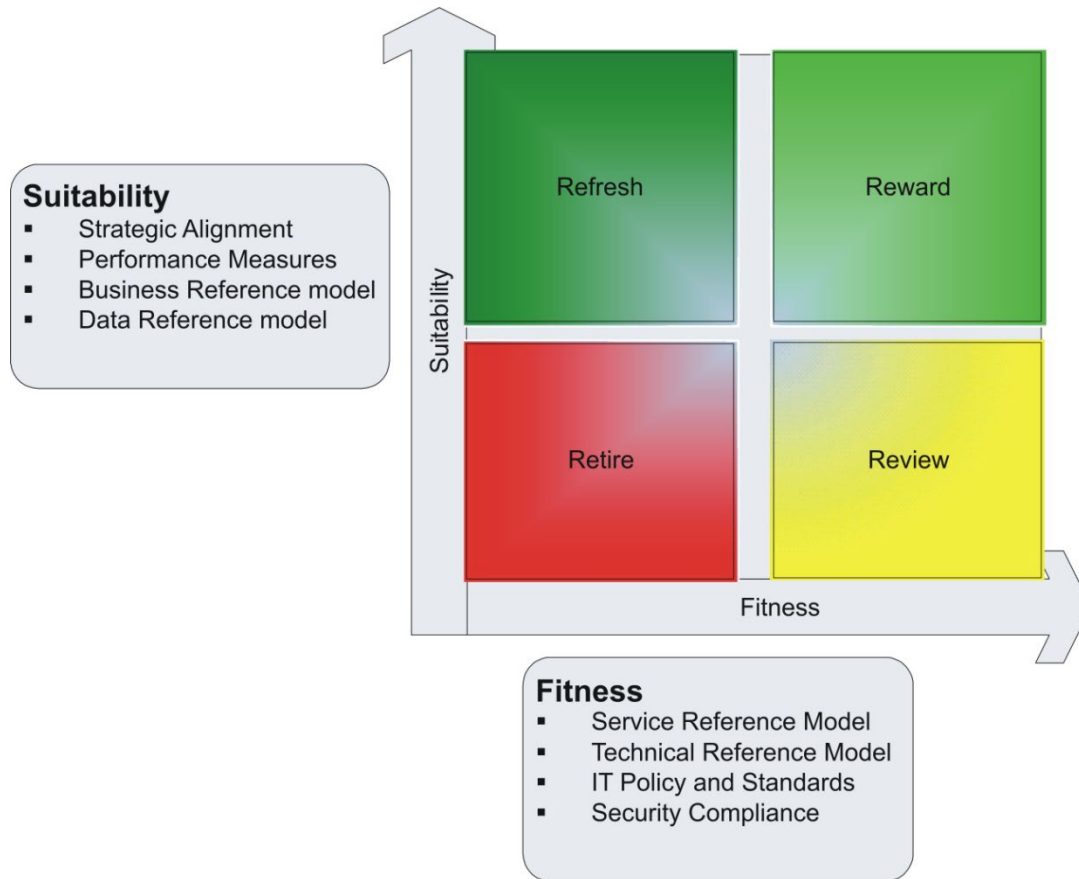 Refresh
Reward
Suitability
▪ Strategic Alignment
▪ Performance Measures
▪ Business Reference model
▪ Data Reference model
Suitability
Retire
Review
Fitness
Fitness
▪ Service Reference Model
▪ Technical Reference Model
▪ IT Policy and Standards
▪ Security Compliance